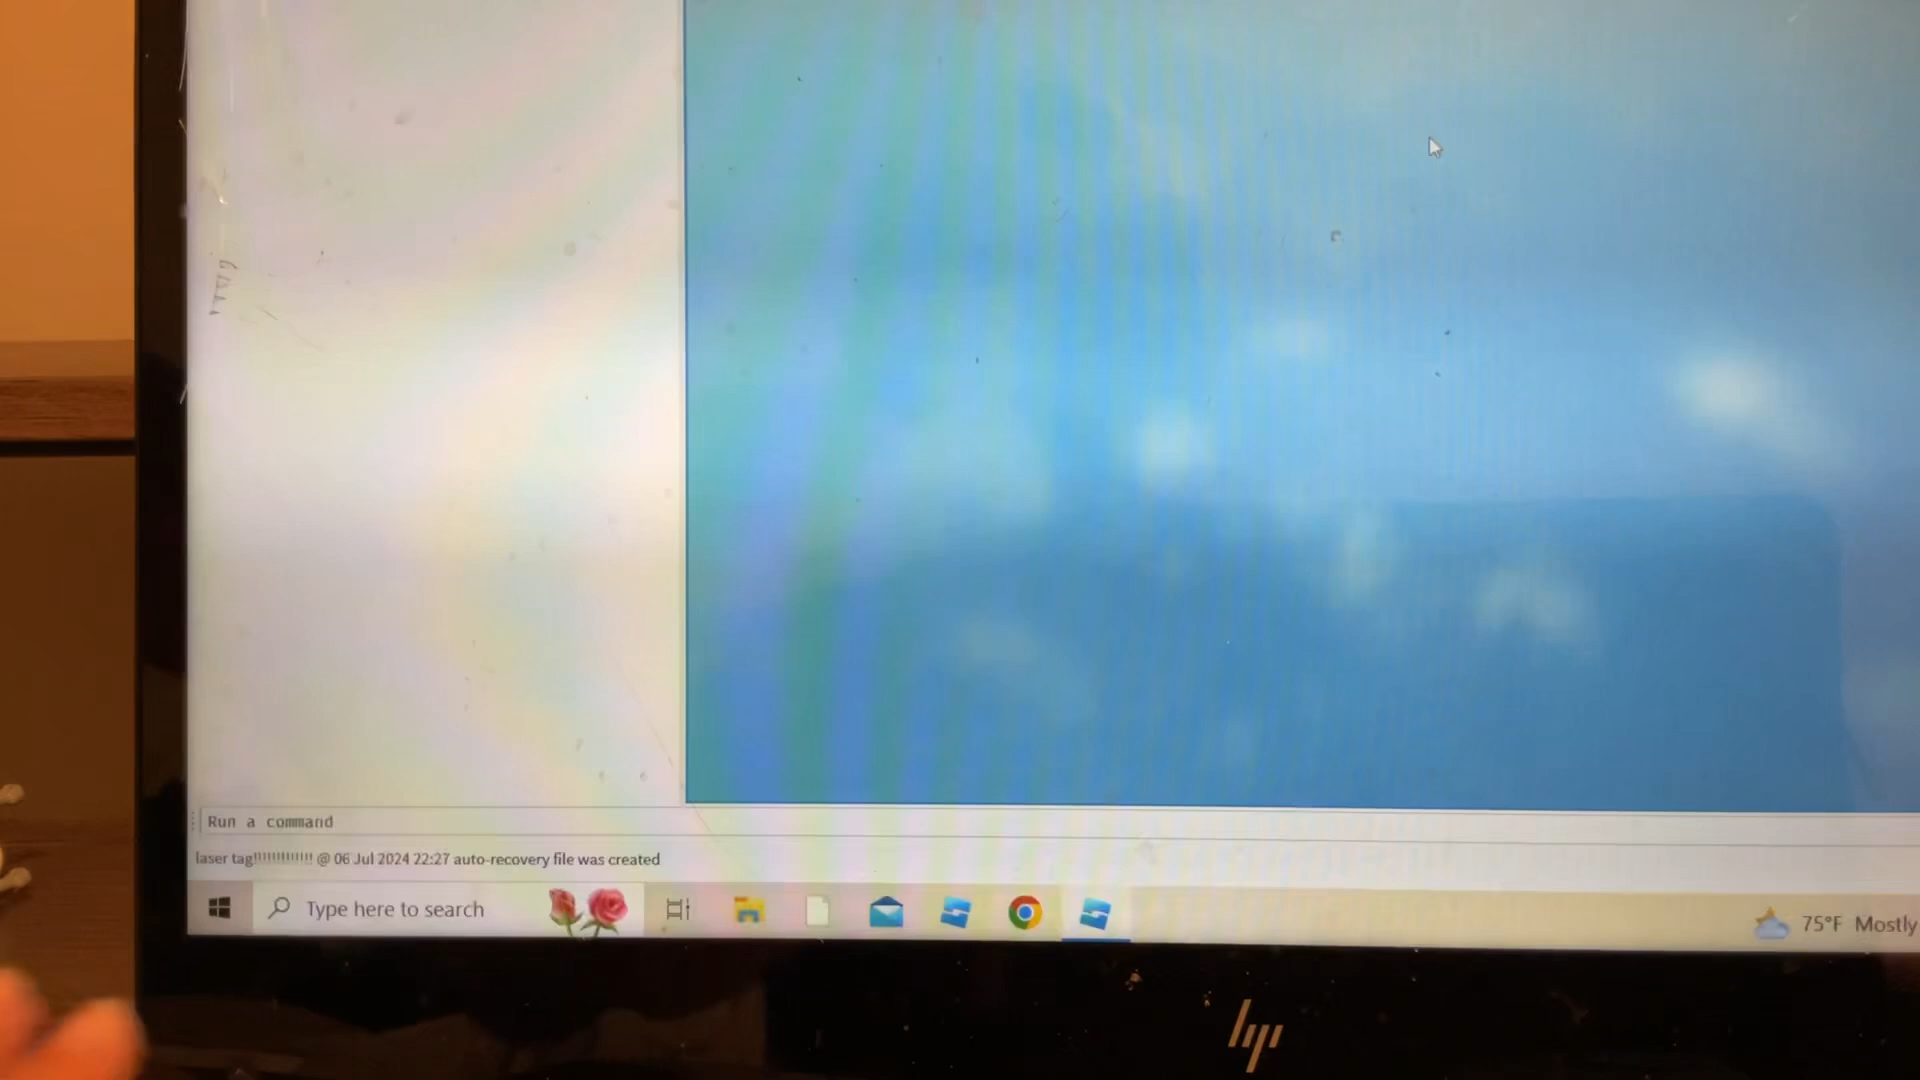 Run a command
laser tag!!!!!!!!!!!!! @ 06 Jul 2024 22:27 auto-recovery file was created
Type here to search
75°F Mostly
hp